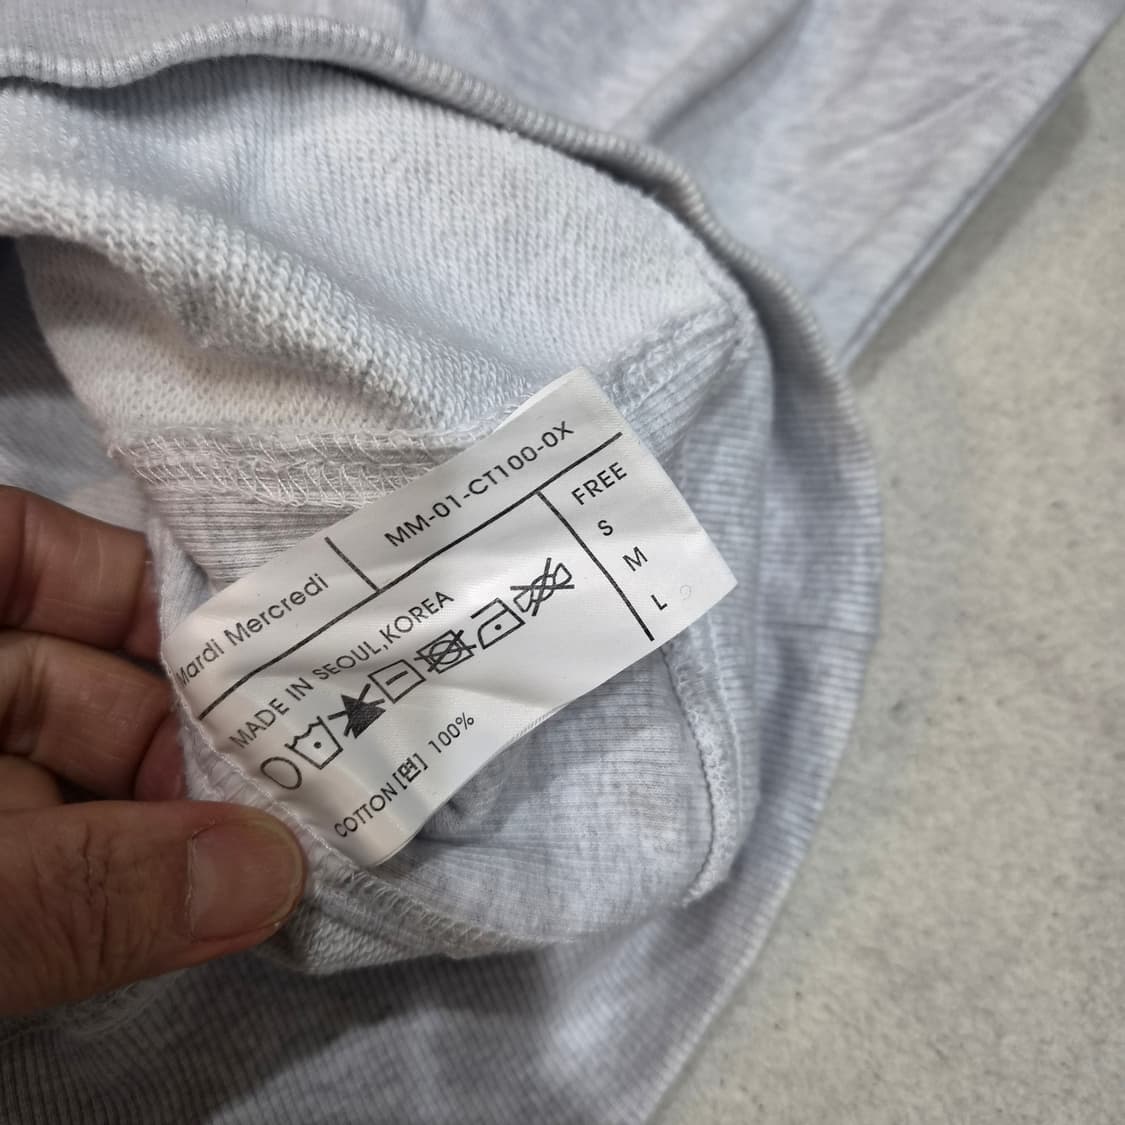 Mardi Mercredi
MM-01-CT100-0X
MADE IN SEOUL,KOREA
COTTON[면] 100%
FREE
S
M
L